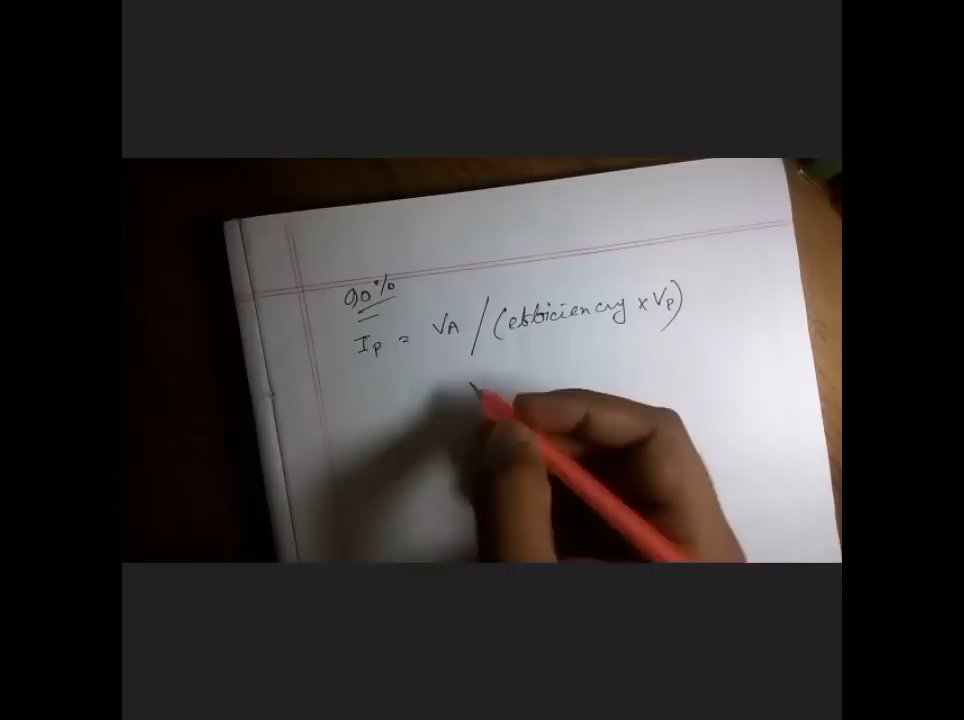 90%
Ip = VA / (efficiency x Vp)